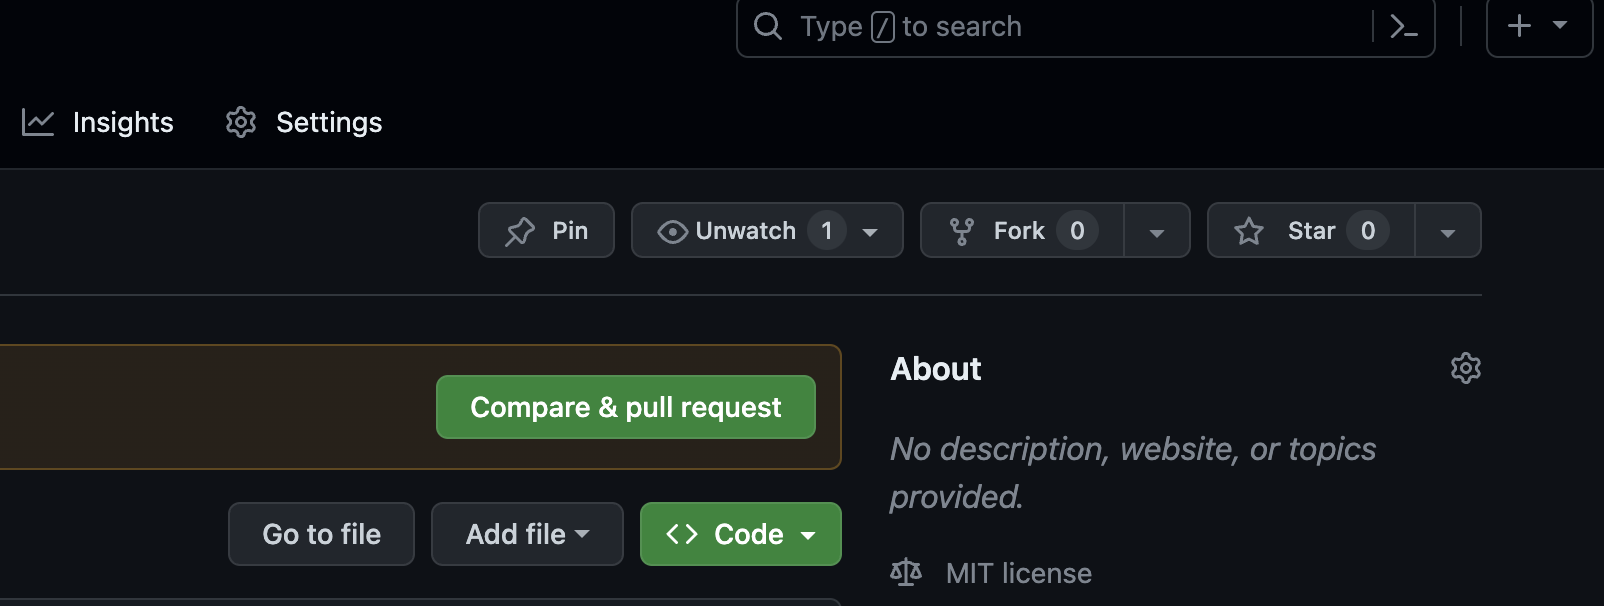 Type / to search
Insights Settings
Pin Unwatch 1 Fork 0 Star 0
Compare & pull request
About
No description, website, or topics
provided.
Go to file Add file Code
MIT license